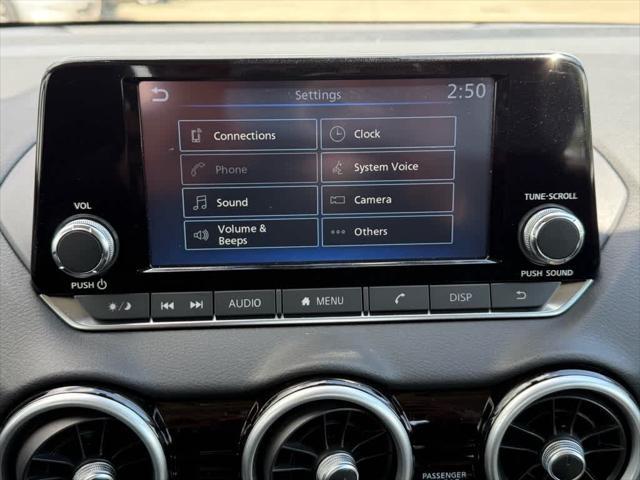 Settings
2:50
Connections
Clock
Phone
System Voice
Sound
Camera
Volume &
Beeps
Others
VOL
PUSH
TUNE·SCROLL
PUSH SOUND
AUDIO
MENU
DISP
PASSENGER